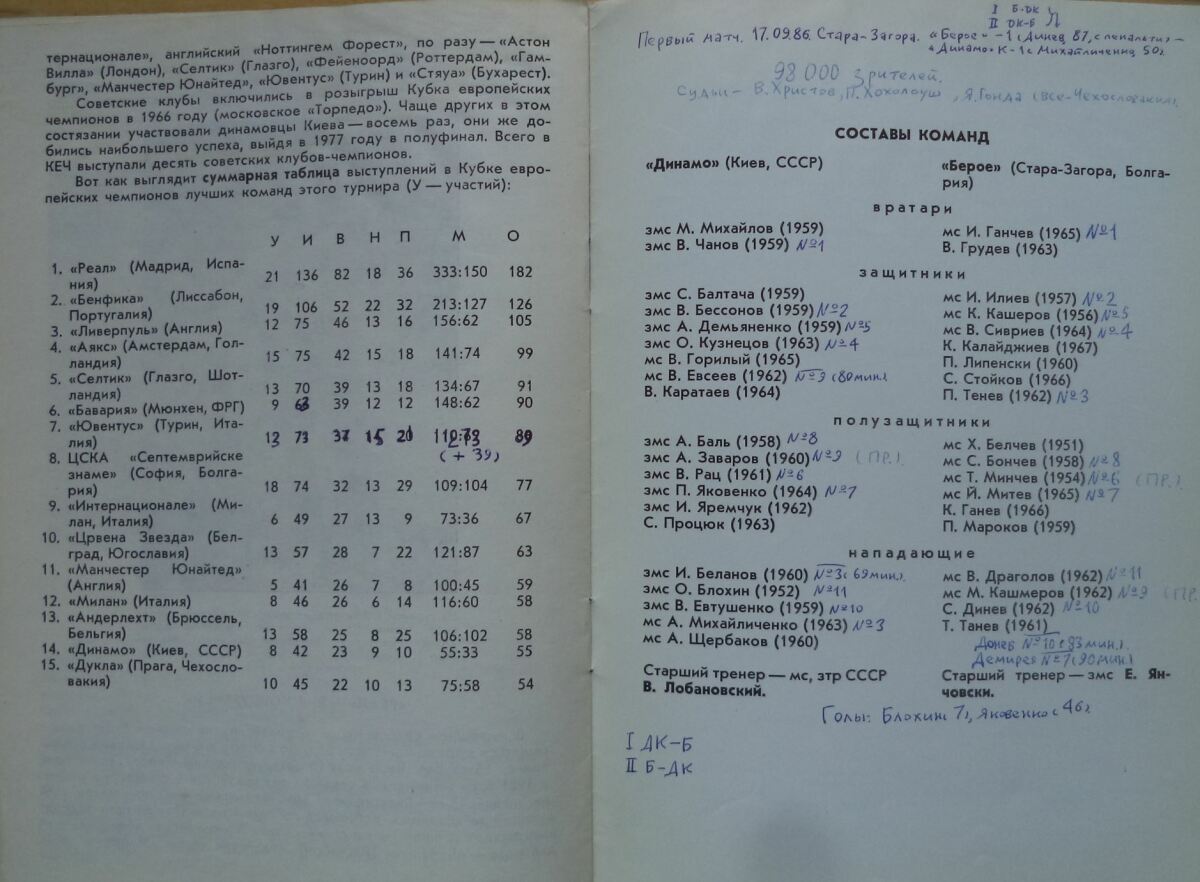 тернационале», английский «Ноттингем Форест», по разу — «Астон
Вилла» (Лондон), «Селтик» (Глазго), «Фейеноорд» (Роттердам), «Гам-
бург», «Манчестер Юнайтед», «Ювентус» (Турин) и «Стяуа» (Бухарест).
Советские клубы включились в розыгрыш Кубка европейских
чемпионов в 1966 году (московское «Торпедо»). Чаще других в этом
состязании участвовали динамовцы Киева — восемь раз, они же до-
бились наибольшего успеха, выйдя в 1977 году в полуфинал. Всего в
КЕЧ выступали десять советских клубов-чемпионов.
Вот как выглядит суммарная таблица выступлений в Кубке евро-
пейских чемпионов лучших команд этого турнира (У — участий):
У И В Н П М О
1. «Реал» (Мадрид, Испа-
ния) 21 136 82 18 36 333:150 182
2. «Бенфика» (Лиссабон,
Португалия) 19 106 52 22 32 213:127 126
3. «Ливерпуль» (Англия) 12 75 46 13 16 156:62 105
4. «Аякс» (Амстердам, Гол-
ландия) 15 75 42 15 18 141:74 99
5. «Селтик» (Глазго, Шот-
ландия) 13 70 39 13 18 134:67 91
6. «Бавария» (Мюнхен, ФРГ) 9 63 39 12 12 148:62 90
7. «Ювентус» (Турин, Ита-
лия) 13 73 37 15 20 89
(+39)
8. ЦСКА «Септемврийске
знаме» (София, Болга-
рия) 18 74 32 13 29 109:104 77
9. «Интернационале» (Ми-
лан, Италия) 6 49 27 13 9 73:36 67
10. «Црвена Звезда» (Бел-
град, Югославия) 13 57 28 7 22 121:87 63
11. «Манчестер Юнайтед»
(Англия) 5 41 26 7 8 100:45 59
12. «Милан» (Италия) 8 46 26 6 14 116:60 58
13. «Андерлехт» (Брюссель,
Бельгия) 13 58 25 8 25 106:102 58
14. «Динамо» (Киев, СССР) 8 42 23 9 10 55:33 55
15. «Дукла» (Прага, Чехосло-
вакия) 10 45 22 10 13 75:58 54
I Б-ДК
II ДК-Б
Первый матч. 17.09.86. Стара-Загора. «Берое» -1 (Динев 87, с пенальти) –
«Динамо» К-1 (Михайличенко, 50).
98 000 зрителей.
Судьи - В. Христов, П. Хохолоуш, Я. Гонда (все-Чехословакия).
СОСТАВЫ КОМАНД
«Динамо» (Киев, СССР)
«Берое» (Стара-Загора, Болга-
рия)
вратари
змс М. Михайлов (1959)
змс В. Чанов (1959) №1
мс И. Ганчев (1965) №1
В. Грудев (1963)
защитники
змс С. Балтача (1959)
змс В. Бессонов (1959) №2
змс А. Демьяненко (1959) №5
змс О. Кузнецов (1963) №4
мс В. Горилый (1965)
мс В. Евсеев (1962) №9 (80 мин.)
В. Каратаев (1964)
мс И. Илиев (1957) №2
мс К. Кашеров (1956) №5
мс В. Сивриев (1964) №4
К. Калайджиев (1967)
П. Липенски (1960)
С. Стойков (1966)
П. Тенев (1962) №3
полузащитники
змс А. Баль (1958) №8
змс А. Заваров (1960) №9 (ПР.)
змс В. Рац (1961) №6
змс П. Яковенко (1964) №7
змс И. Яремчук (1962)
С. Процюк (1963)
мс Х. Белчев (1951)
мс С. Бончев (1958) №8
мс Т. Минчев (1954) №6 (ПР.)
мс Й. Митев (1965) №7
К. Ганев (1966)
П. Мароков (1959)
нападающие
змс И. Беланов (1960) №3 (69 мин.)
змс О. Блохин (1952) №11
змс В. Евтушенко (1959) №10
мс А. Михайличенко (1963) №3
мс А. Щербаков (1960)
мс В. Драголов (1962) №11
мс М. Кашмеров (1962) №9 (ПР.
С. Динев (1962) №10
Т. Танев (1961)
Донев №10 (83 мин.)
Демирев №7 (90 мин.)
Старший тренер — мс, зтр СССР
В. Лобановский.
Старший тренер — змс Е. Ян-
човски.
Голы: Блохин с 7, Яковенко с 46
I ДК-Б
II Б-ДК